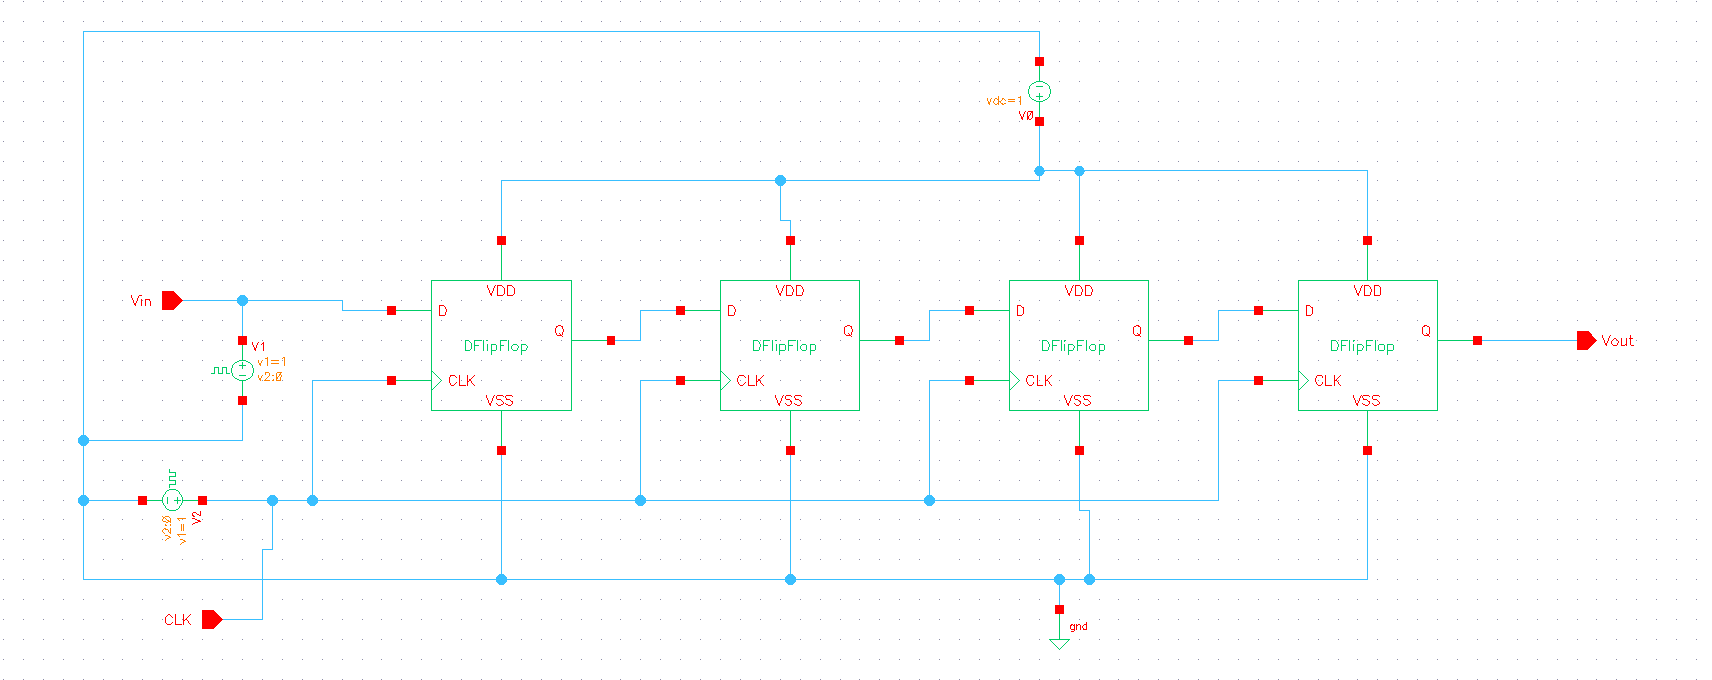 vdc=1
V0
Vin
V1
v1=1
v2:0
VDD
D
Q
DFlipFlop
CLK
VSS
VDD
D
Q
DFlipFlop
CLK
VSS
VDD
D
Q
DFlipFlop
CLK
VSS
VDD
D
Q
DFlipFlop
CLK
VSS
Vout
v2:0
v1=1
V2
CLK
gnd